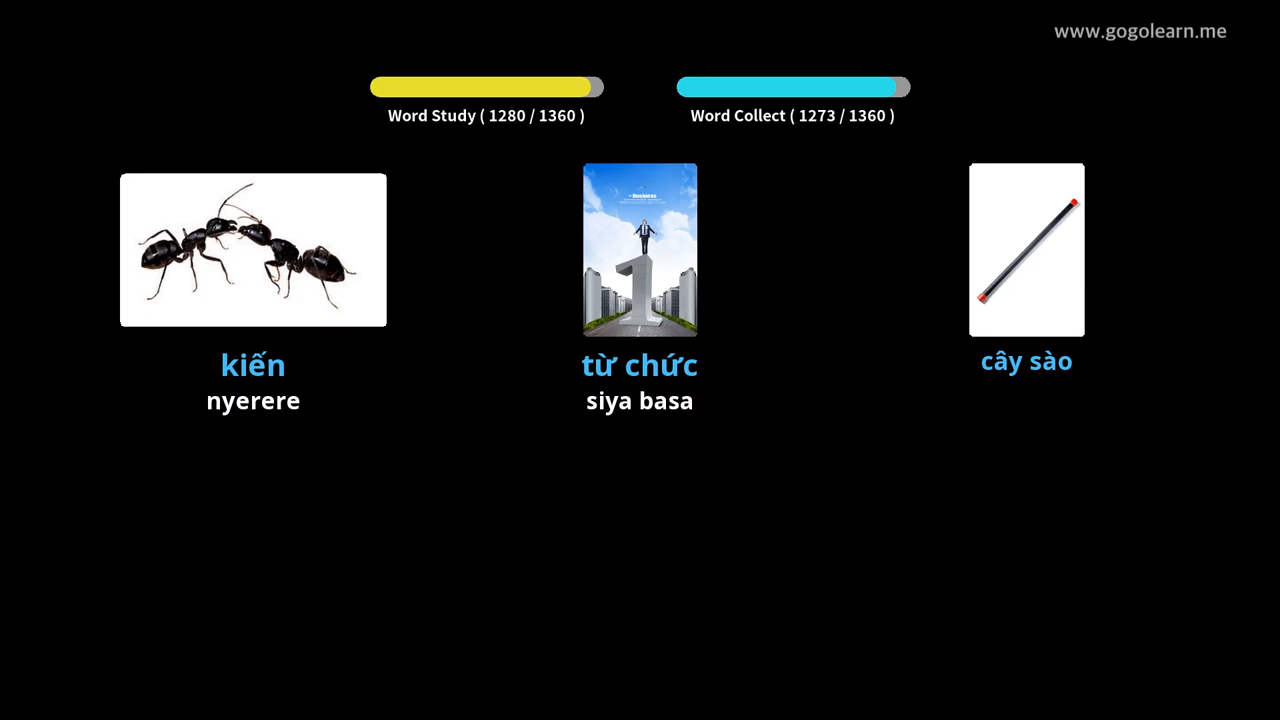 www.gogolearn.me
Word Study ( 1280 / 1360 )
Word Collect ( 1273 / 1360 )
Business
kiến
từ chức
cây sào
nyerere
siya basa